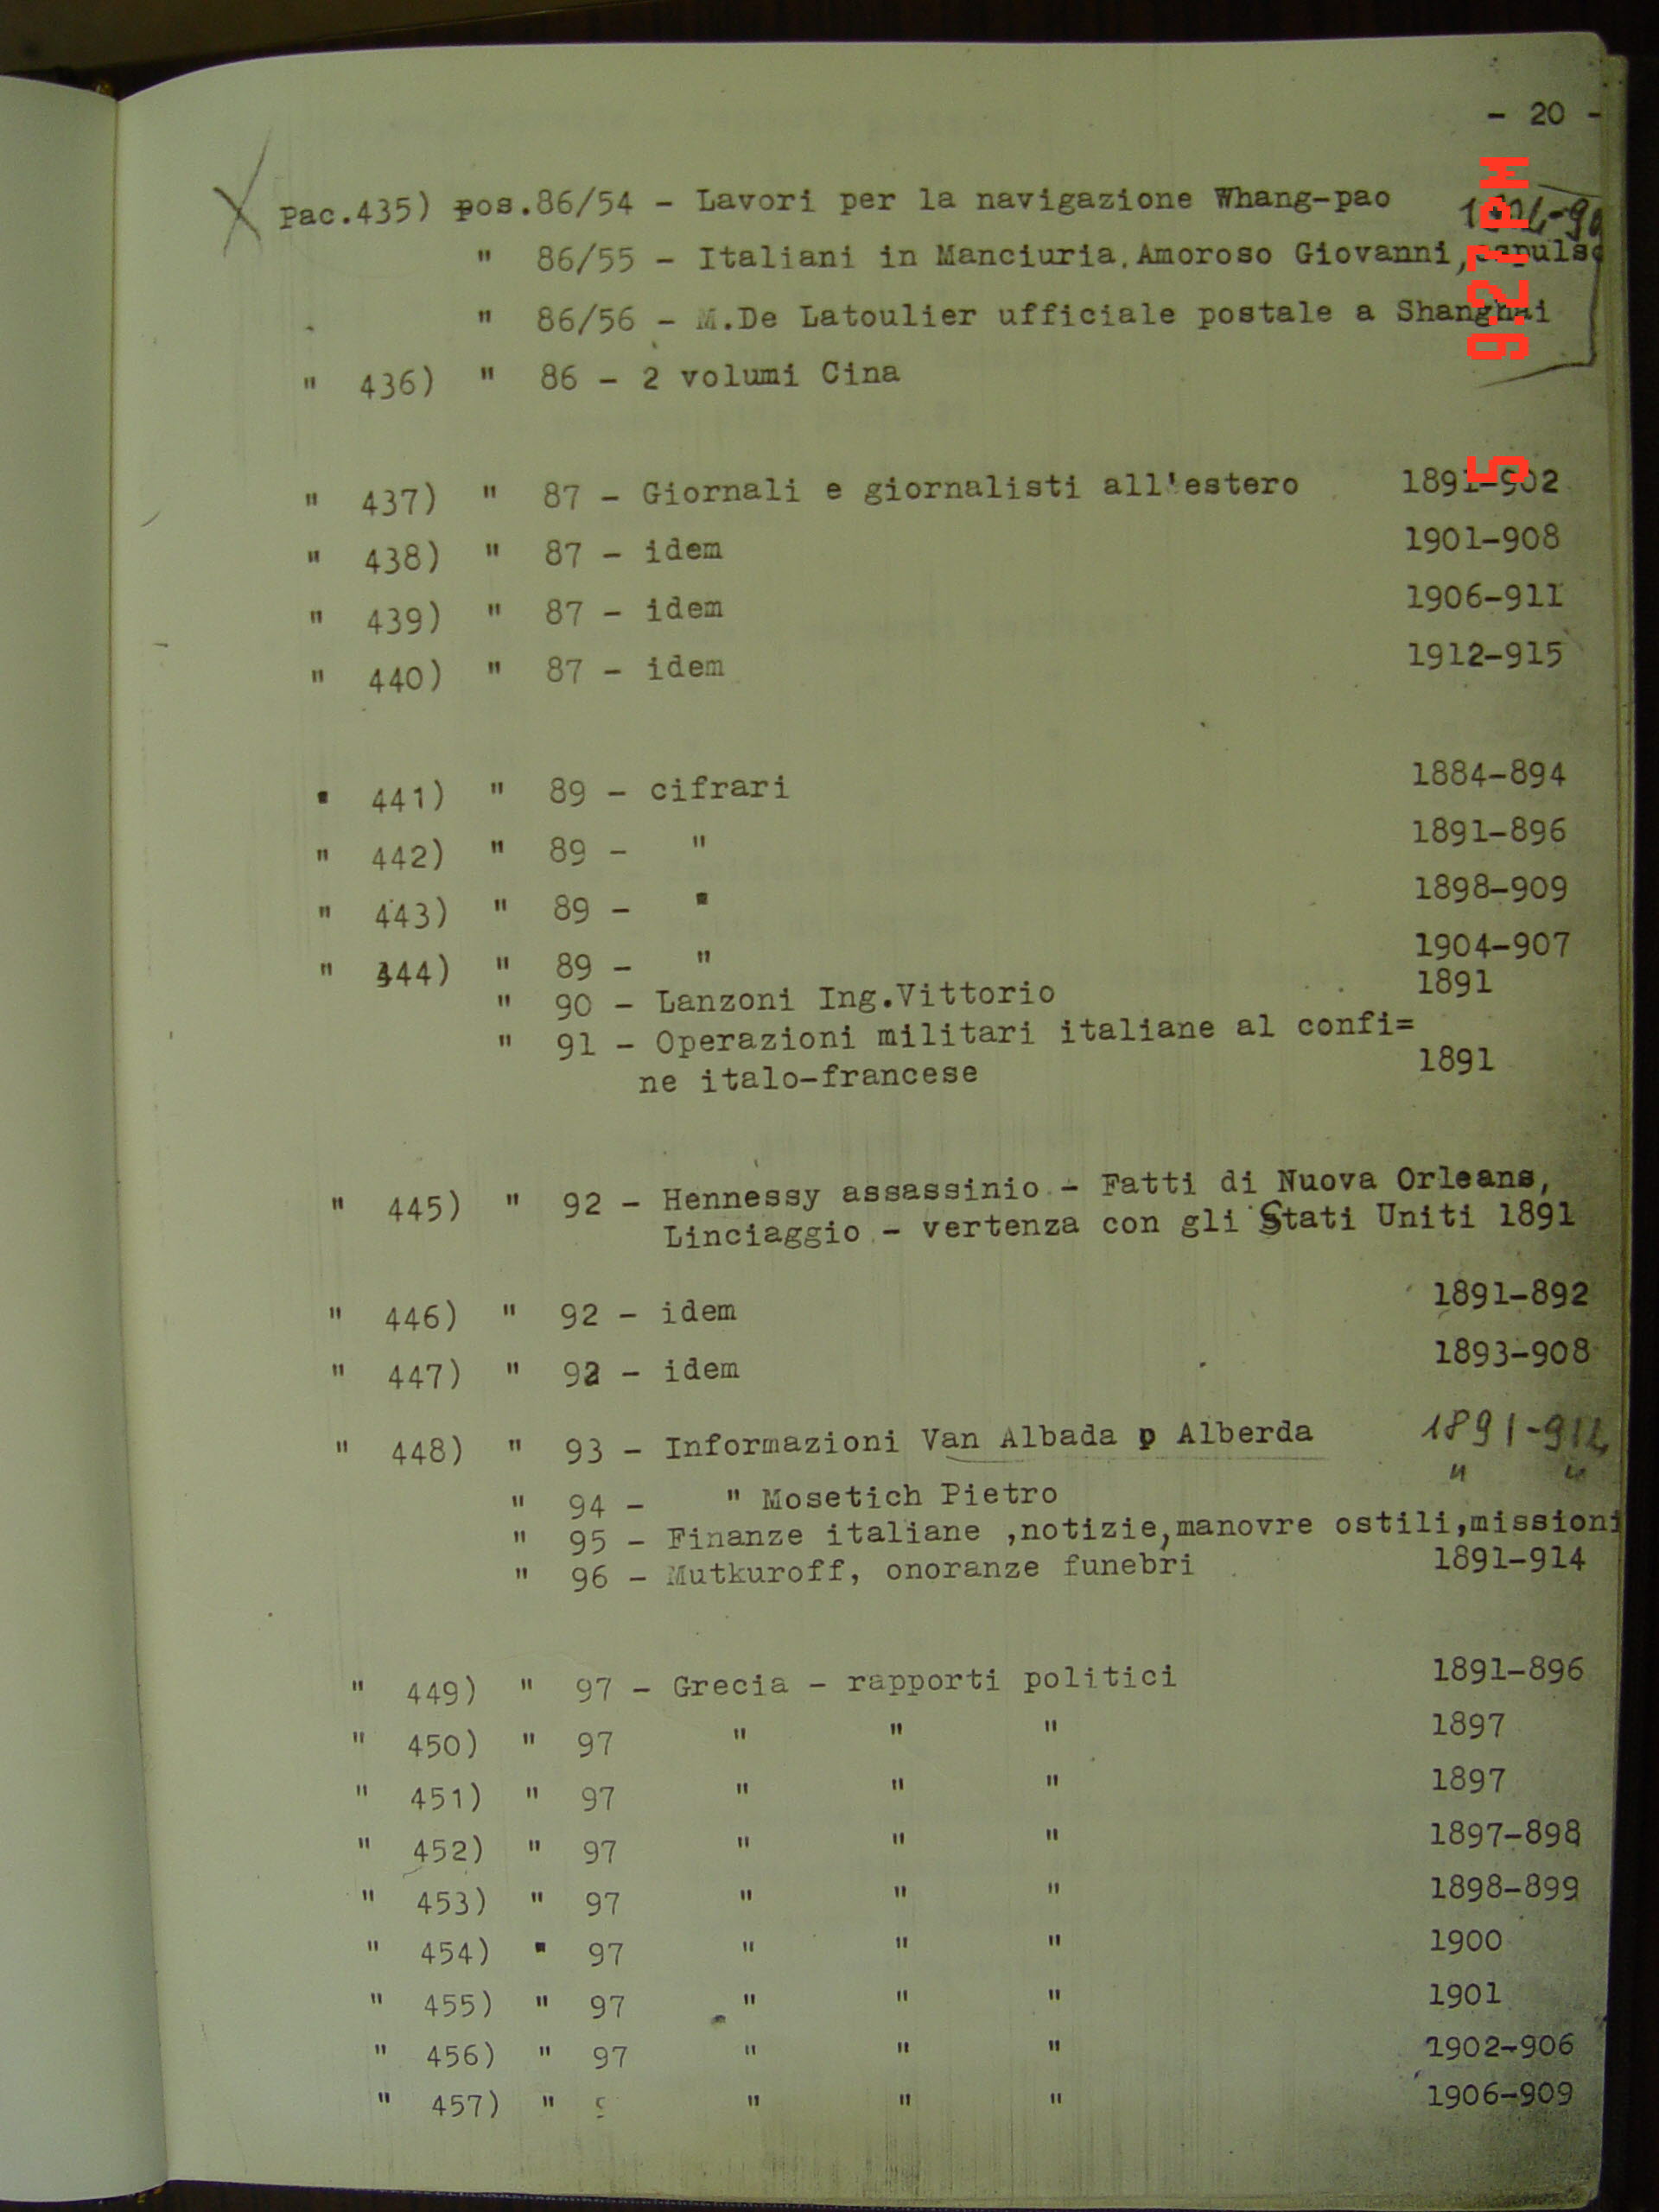 - 20 -
Pac.435) pos.86/54 - Lavori per la navigazione Whang-pao
" 86/55 - Italiani in Manciuria, Amoroso Giovanni,
" 86/56 - M.De Latoulier ufficiale postale a Shanghai
" 436) " 86 - 2 volumi Cina
" 437) " 87 - Giornali e giornalisti all'estero 1891-902
" 438) " 87 - idem 1901-908
" 439) " 87 - idem 1906-911
" 440) " 87 - idem 1912-915
" 441) " 89 - cifrari 1884-894
" 442) " 89 - " 1891-896
" 443) " 89 - " 1898-909
" 444) " 89 - " 1904-907
" 90 - Lanzoni Ing.Vittorio 1891
" 91 - Operazioni militari italiane al confi=
ne italo-francese 1891
" 445) " 92 - Hennessy assassinio - Fatti di Nuova Orleans,
Linciaggio - vertenza con gli Stati Uniti 1891
" 446) " 92 - idem 1891-892
" 447) " 92 - idem 1893-908
" 448) " 93 - Informazioni Van Albada p Alberda 1891-914
" 94 - " Mosetich Pietro " "
" 95 - Finanze italiane ,notizie,manovre ostili,missioni
" 96 - Mutkuroff, onoranze funebri 1891-914
" 449) " 97 - Grecia - rapporti politici 1891-896
" 450) " 97 " " " 1897
" 451) " 97 " " " 1897
" 452) " 97 " " " 1897-898
" 453) " 97 " " " 1898-899
" 454) " 97 " " " 1900
" 455) " 97 " " " 1901
" 456) " 97 " " " 1902-906
" 457) " " " " 1906-909
5 9:27PM